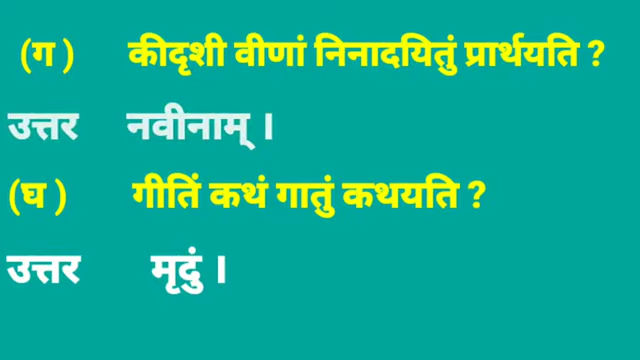 (ग ) कीदृशी वीणां निनादयितुं प्रार्थयति ?
उत्तर नवीनाम् ।
(घ ) गीतिं कथं गातुं कथयति ?
उत्तर मृदुं ।